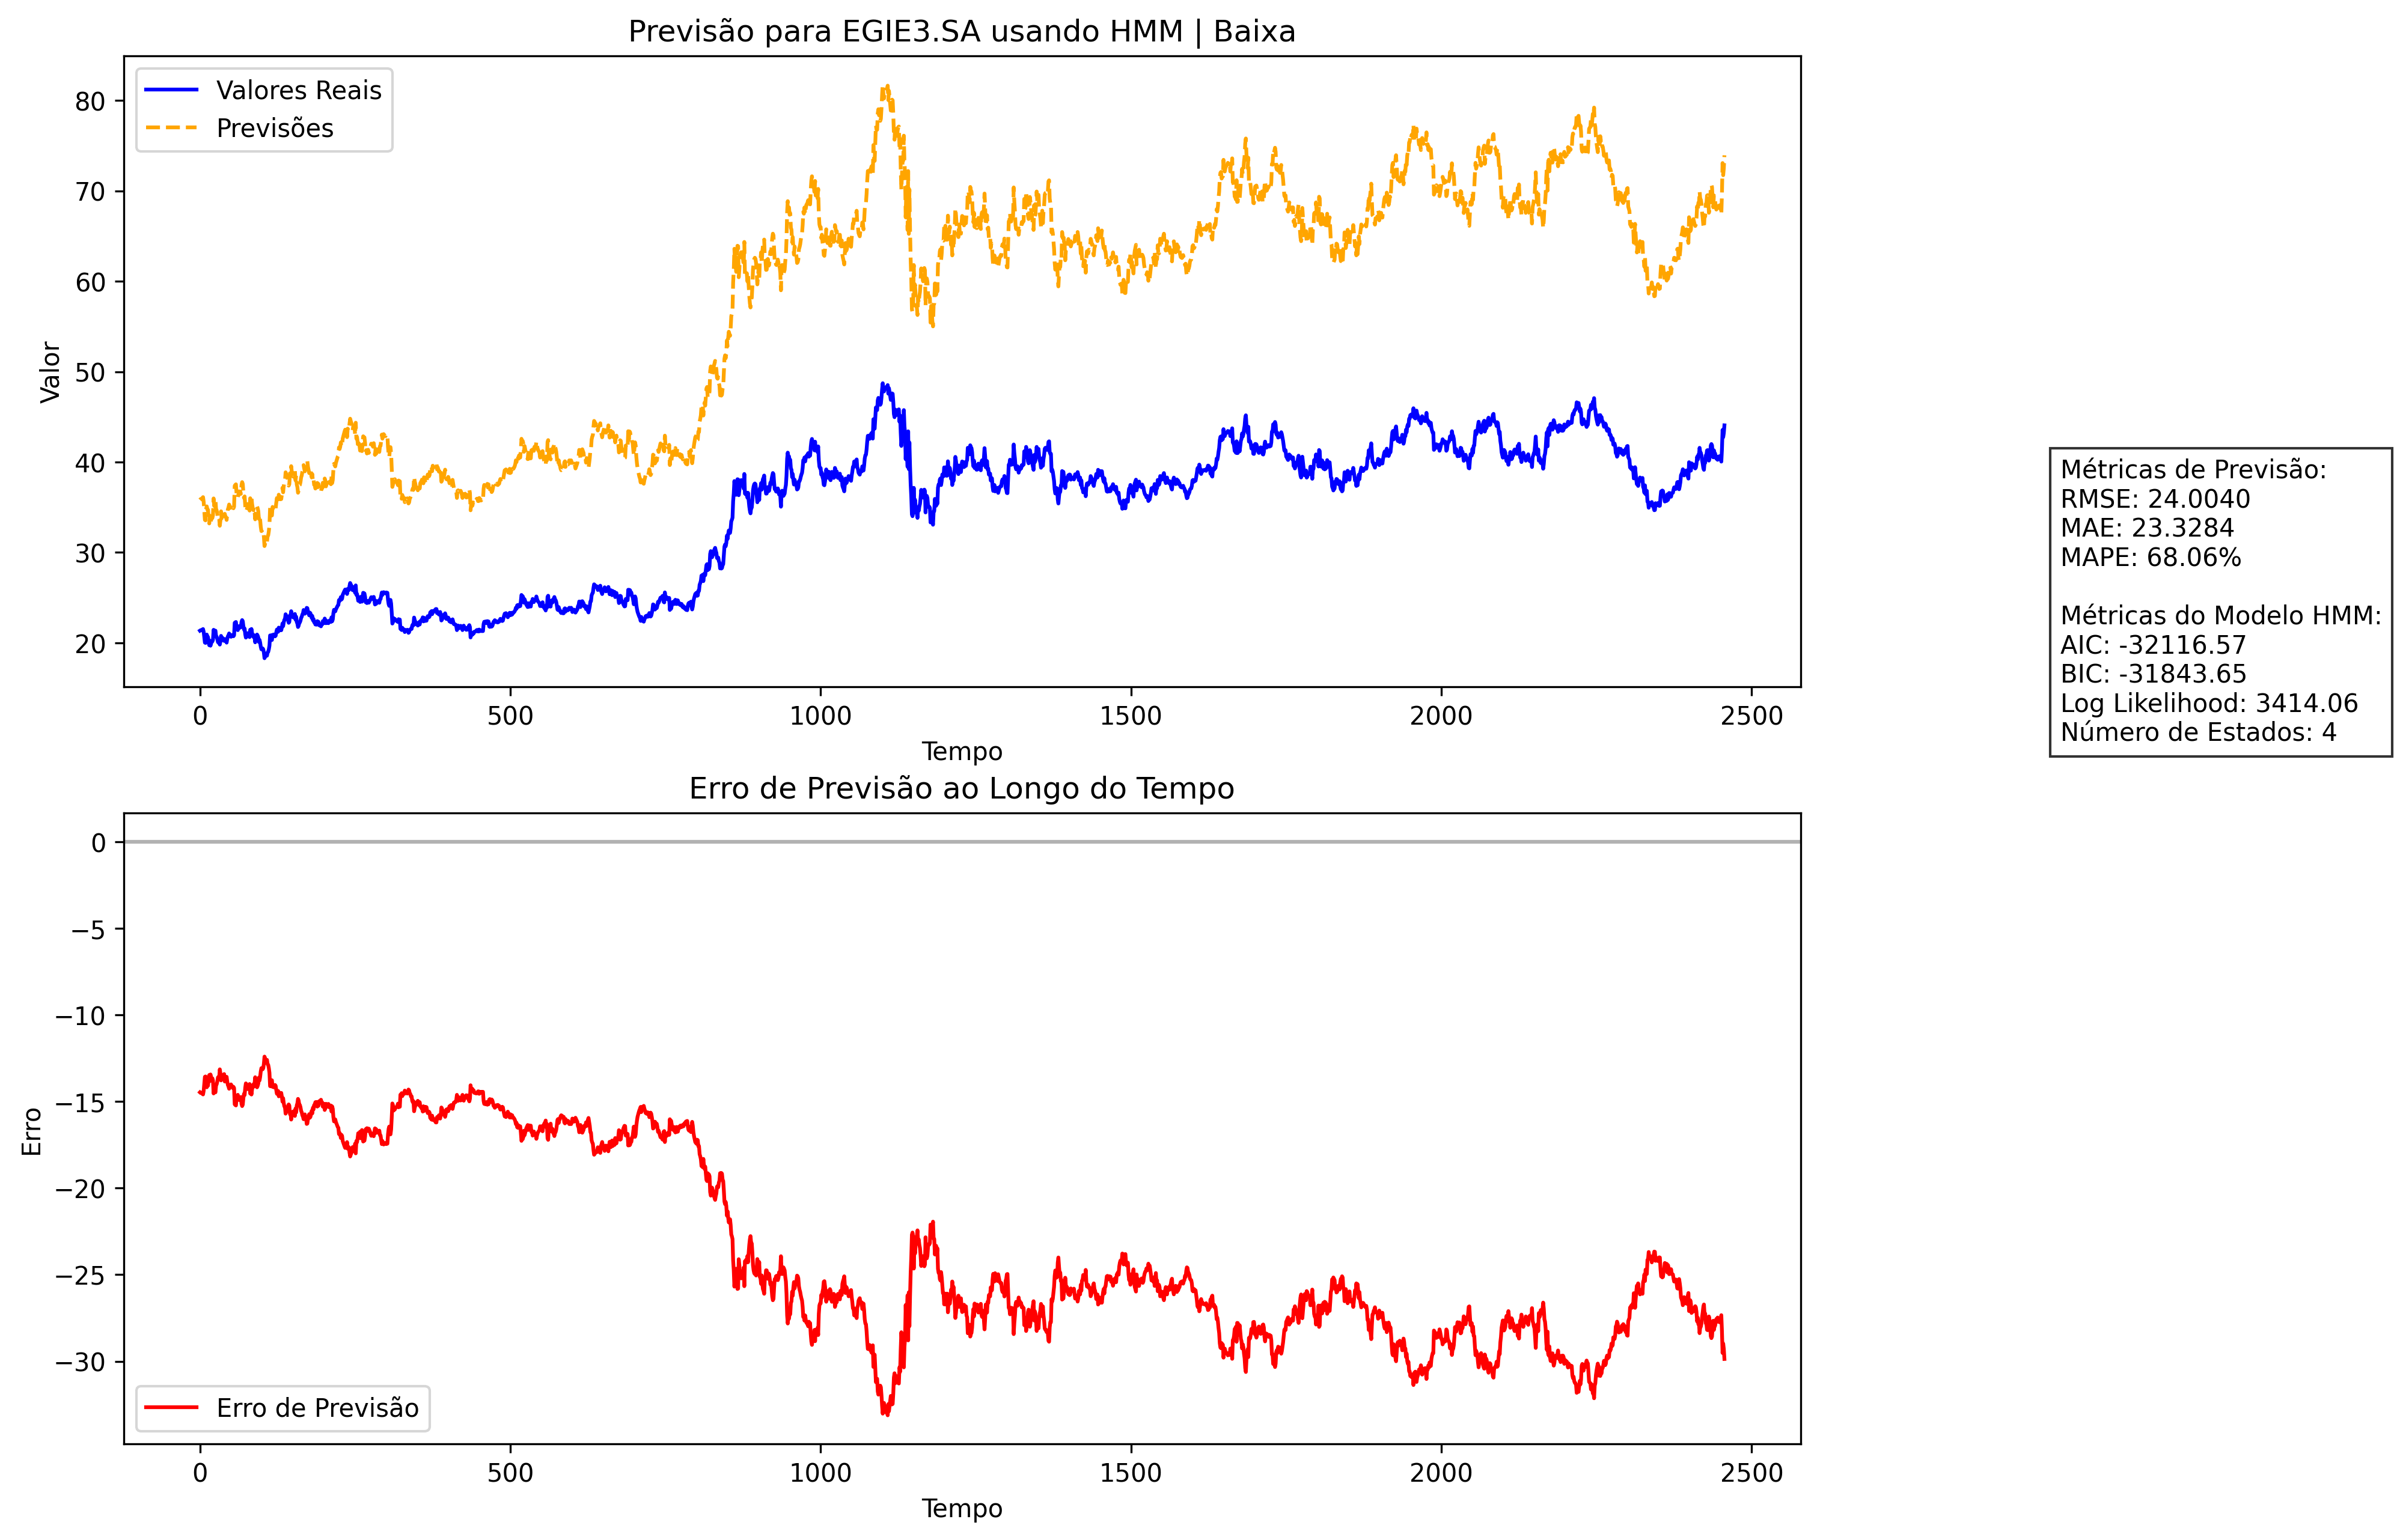 Previsão para EGIE3.SA usando HMM | Baixa
Valores Reais
Previsões
Valor
80
70
60
50
40
30
20
0
500
1000
1500
2000
2500
Tempo
Métricas de Previsão:
RMSE: 24.0040
MAE: 23.3284
MAPE: 68.06%
Métricas do Modelo HMM:
AIC: -32116.57
BIC: -31843.65
Log Likelihood: 3414.06
Número de Estados: 4
Erro de Previsão ao Longo do Tempo
Erro
0
−5
−10
−15
−20
−25
−30
Erro de Previsão
0
500
1000
1500
2000
2500
Tempo